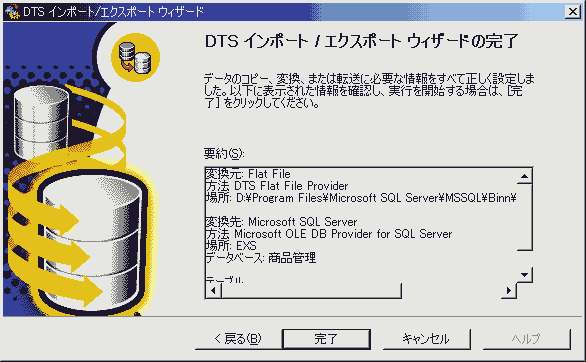 DTS インポート/エクスポート ウィザード
DTS インポート / エクスポート ウィザードの完了
データのコピー、変換、または転送に必要な情報をすべて正しく設定しま
した。以下に表示された情報を確認し、実行を開始する場合は、[完
了] をクリックしてください。
要約(S):
変換元: Flat File
方法 DTS Flat File Provider
場所: D:¥Program Files¥Microsoft SQL Server¥MSSQL¥Binn¥
変換先: Microsoft SQL Server
方法 Microsoft OLE DB Provider for SQL Server
場所: EXS
データベース: 商品管理
テーブル
< 戻る(B)
完了
キャンセル
ヘルプ